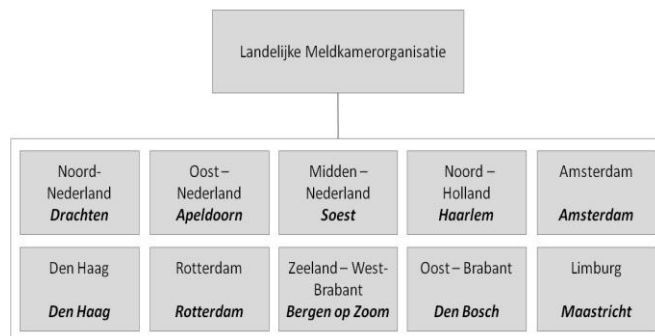 Landelijke Meldkamerorganisatie
Noord-
Nederland
Drachten
Oost –
Nederland
Apeldoorn
Midden –
Nederland
Soest
Noord –
Holland
Haarlem
Amsterdam
Amsterdam
Den Haag
Den Haag
Rotterdam
Rotterdam
Zeeland – West-
Brabant
Bergen op Zoom
Oost – Brabant
Den Bosch
Limburg
Maastricht